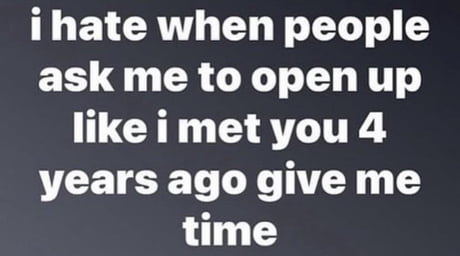 i hate when people
ask me to open up
like i met you 4
years ago give me
time